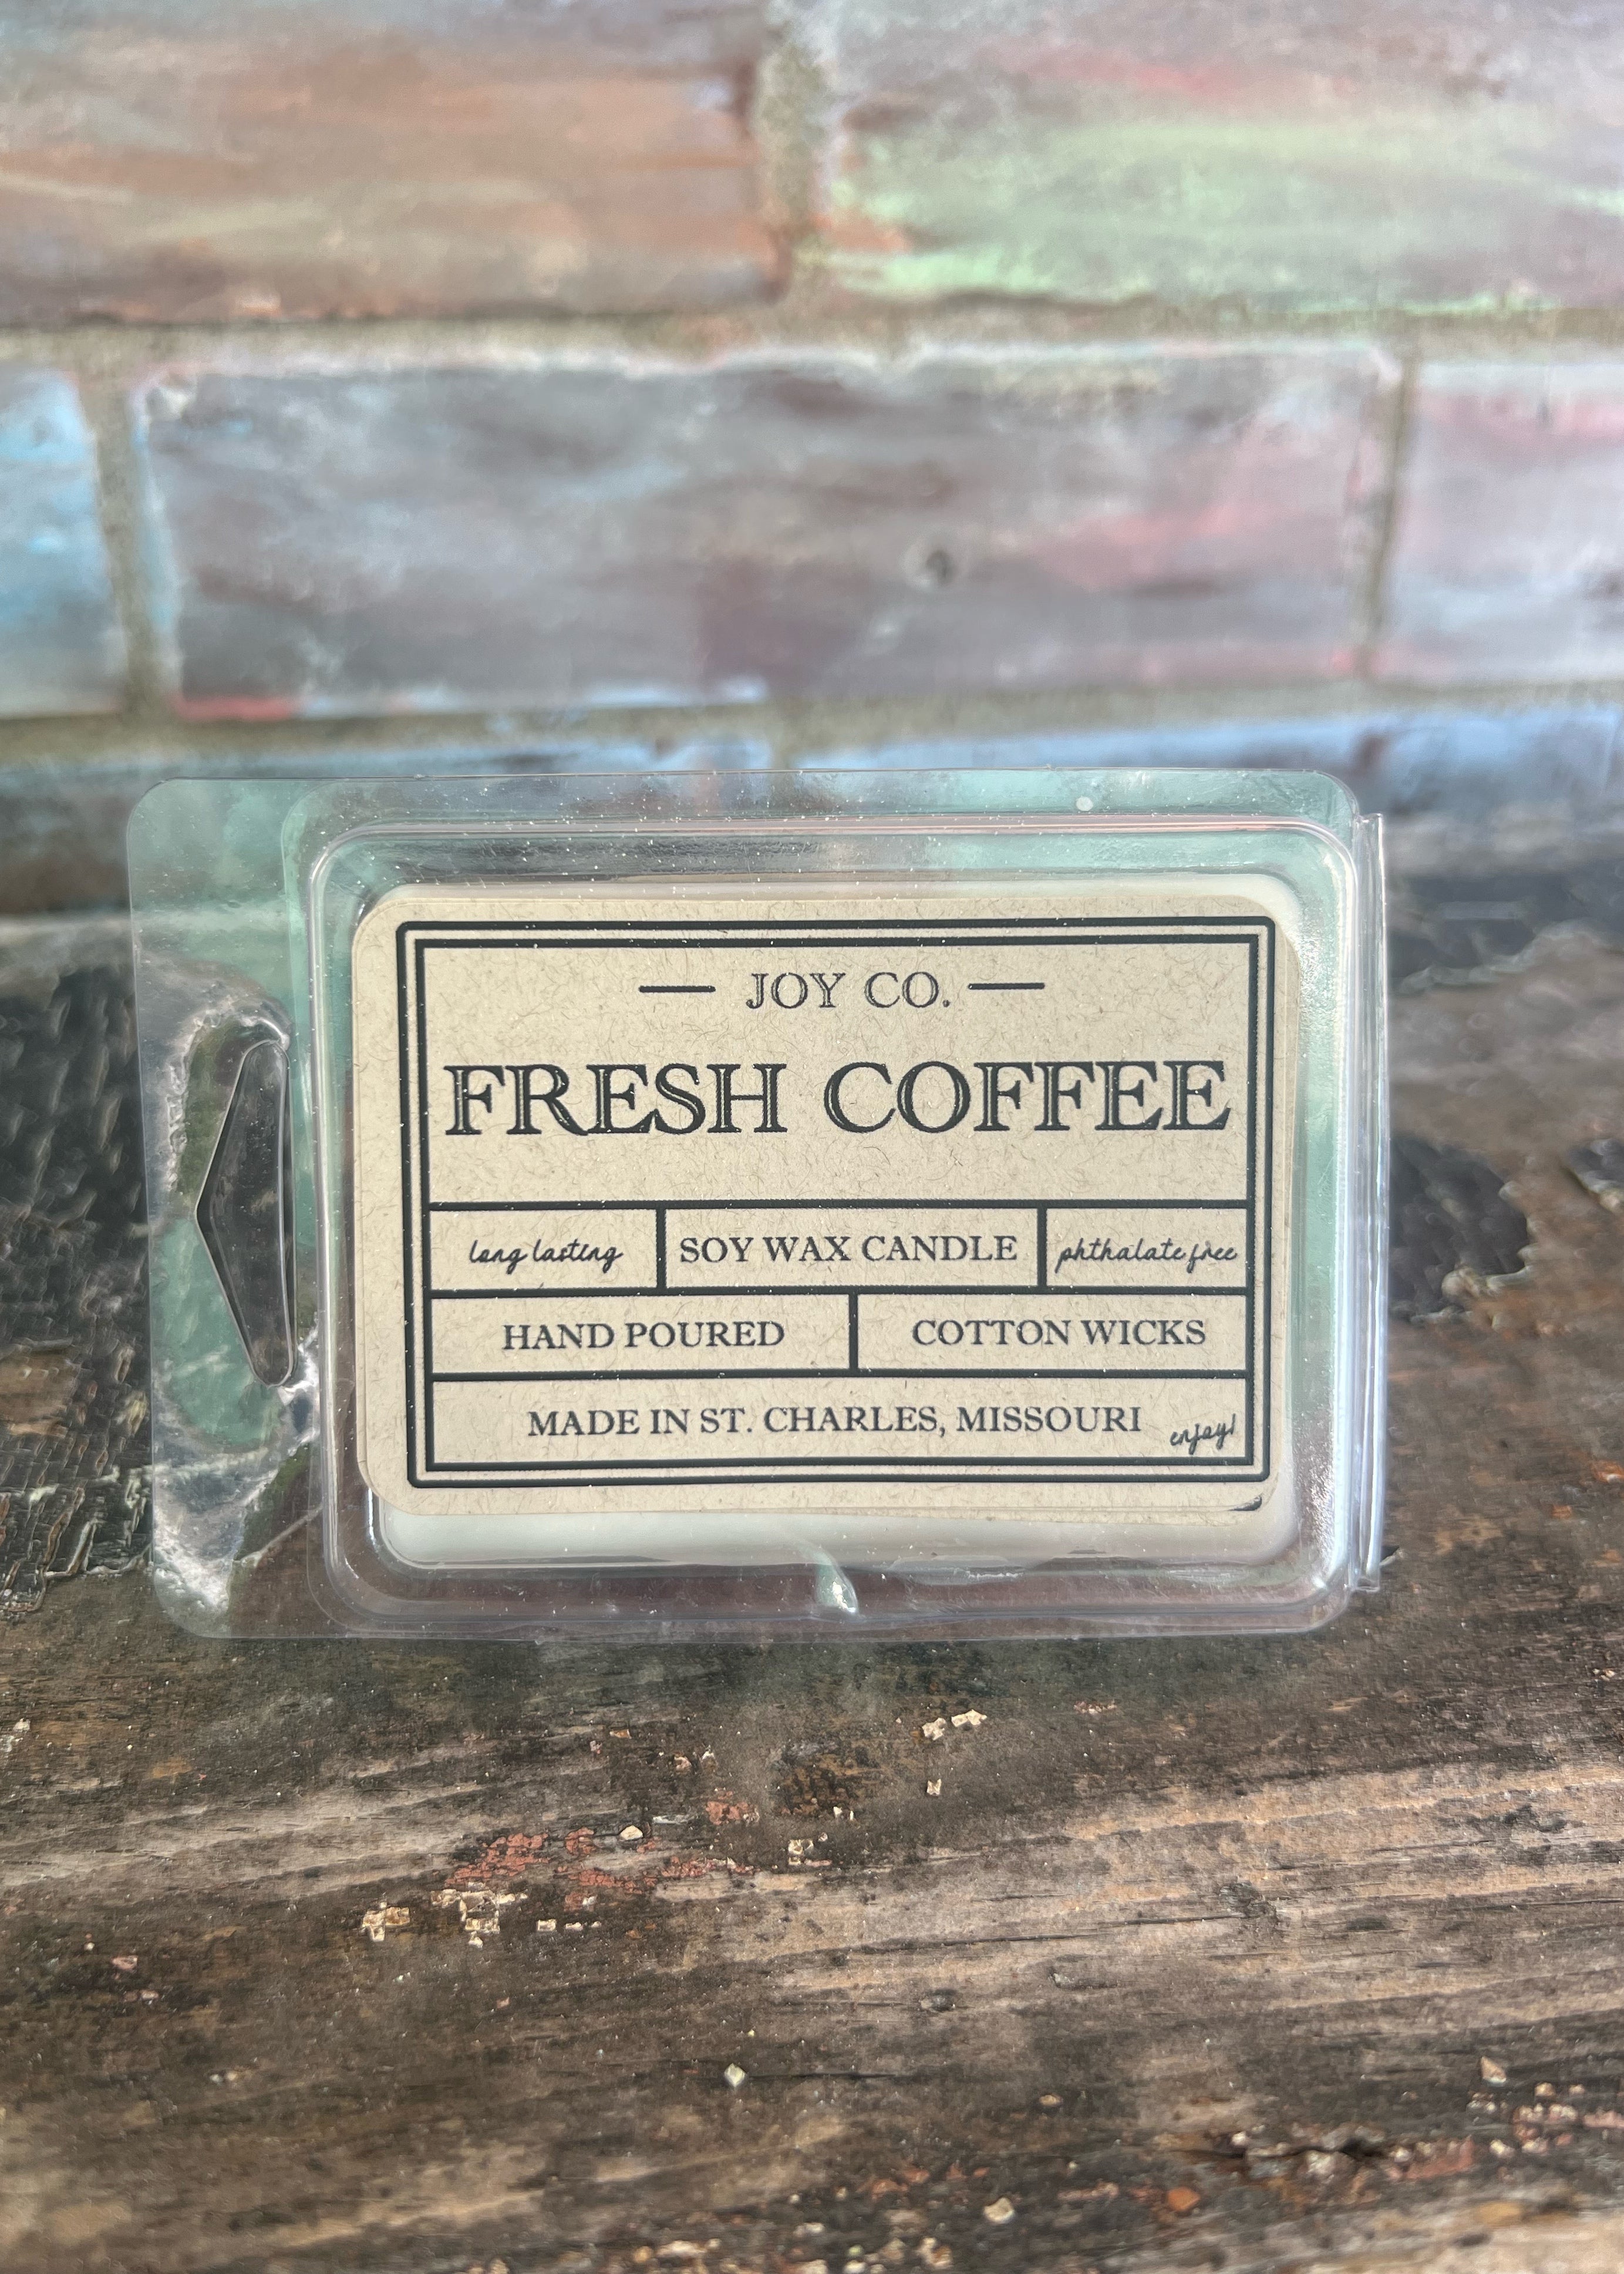 JOY CO.
FRESH COFFEE
long lasting
SOY WAX CANDLE
phthalate free
HAND POURED
COTTON WICKS
MADE IN ST. CHARLES, MISSOURI
enjoy!